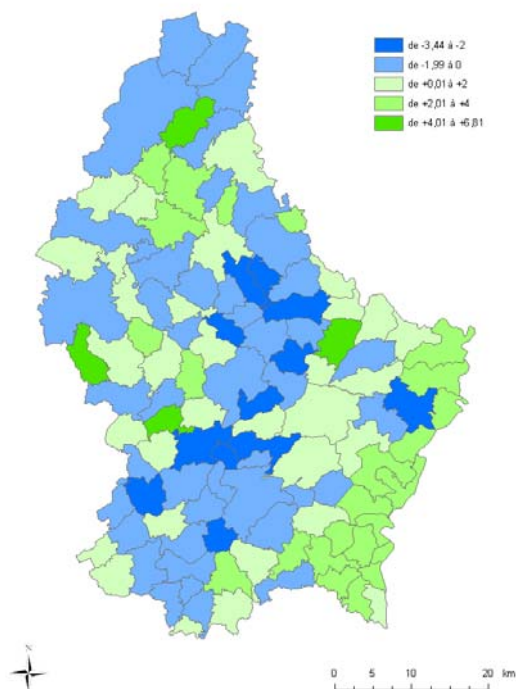 de -3,44 à -2
de -1,99 à 0
de +0,01 à +2
de +2,01 à +4
de +4,01 à +6,81
N
0 5 10 20 km